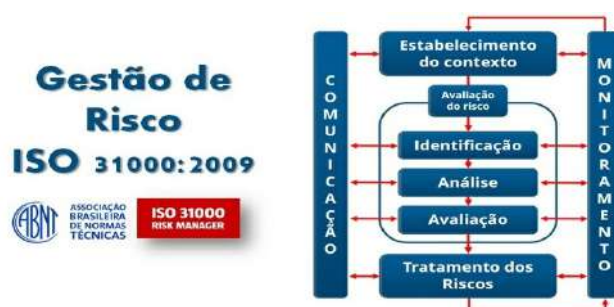 Gestão de
Risco
ISO 31000:2009
ABNT
ASSOCIAÇÃO
BRASILEIRA
DE NORMAS
TÉCNICAS
ISO 31000
RISK MANAGER
COMUNICAÇÃO
Estabelecimento
do contexto
Avaliação
do risco
Identificação
Análise
Avaliação
Tratamento dos
Riscos
MONITORAMENTO